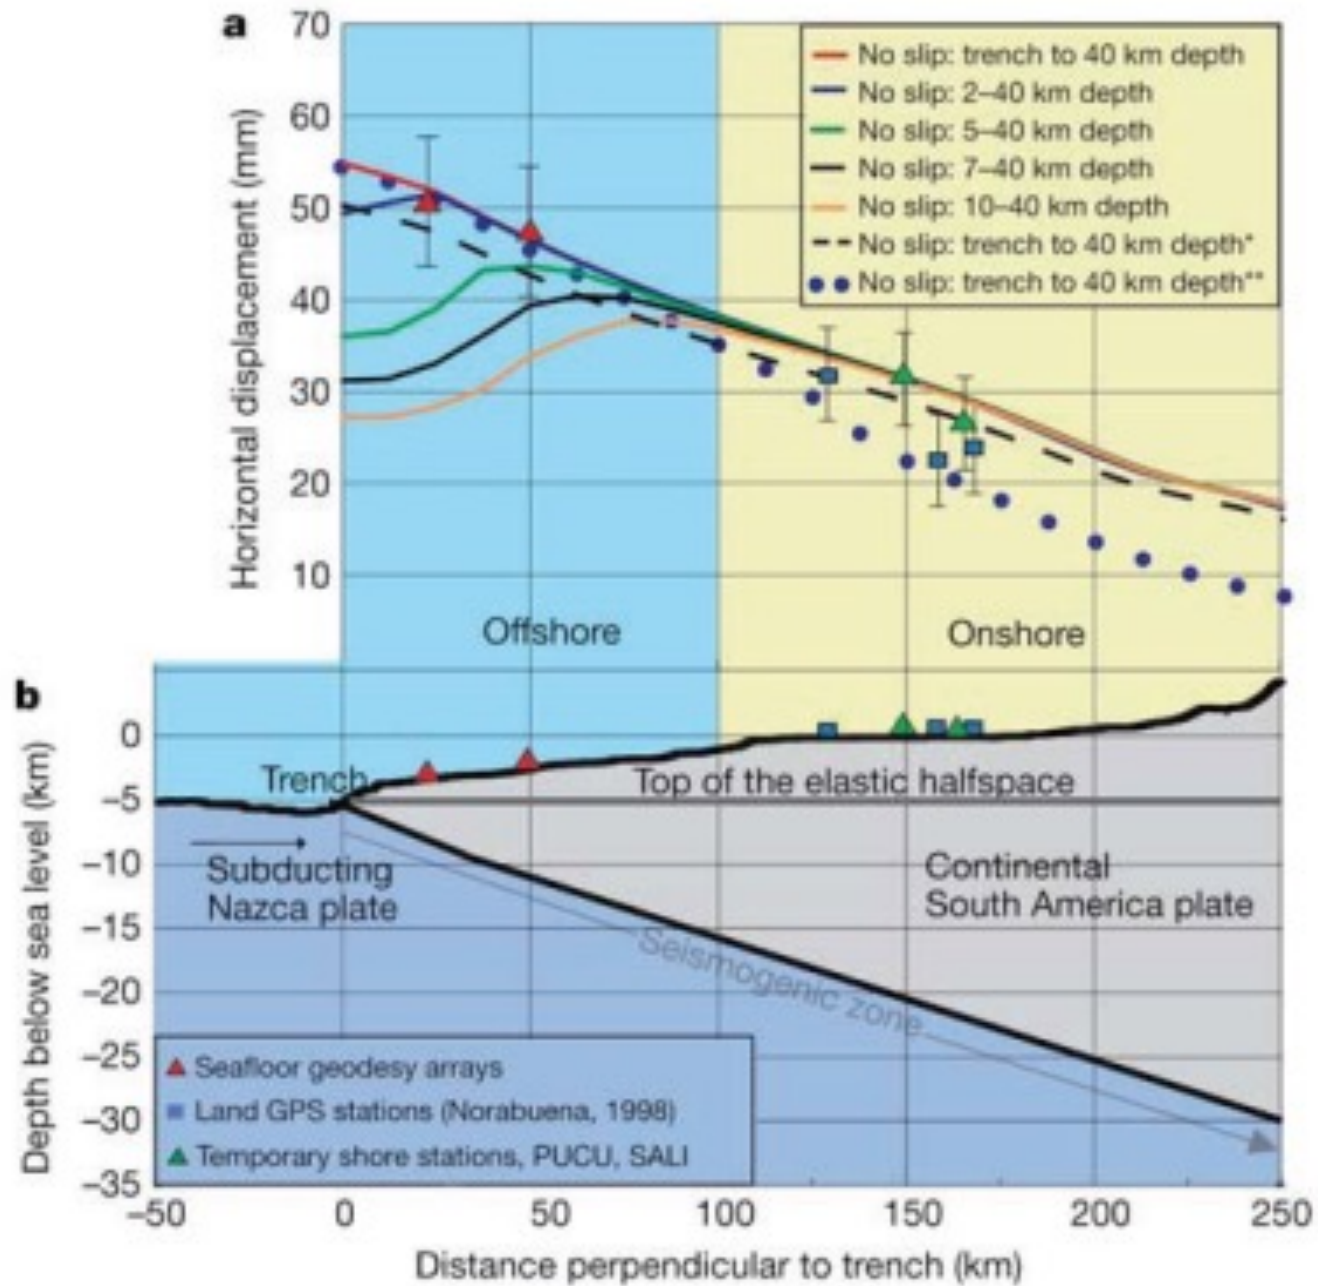 a
70
60
50
40
30
20
10
Horizontal displacement (mm)
No slip: trench to 40 km depth
No slip: 2–40 km depth
No slip: 5–40 km depth
No slip: 7–40 km depth
No slip: 10–40 km depth
No slip: trench to 40 km depth*
No slip: trench to 40 km depth**
Offshore
Onshore
b
0
–5
–10
–15
–20
–25
–30
–35
Depth below sea level (km)
Trench
Top of the elastic halfspace
Subducting
Nazca plate
Continental
South America plate
Seismogenic zone
Seafloor geodesy arrays
Land GPS stations (Norabuena, 1998)
Temporary shore stations, PUCU, SALI
–50
0
50
100
150
200
250
Distance perpendicular to trench (km)